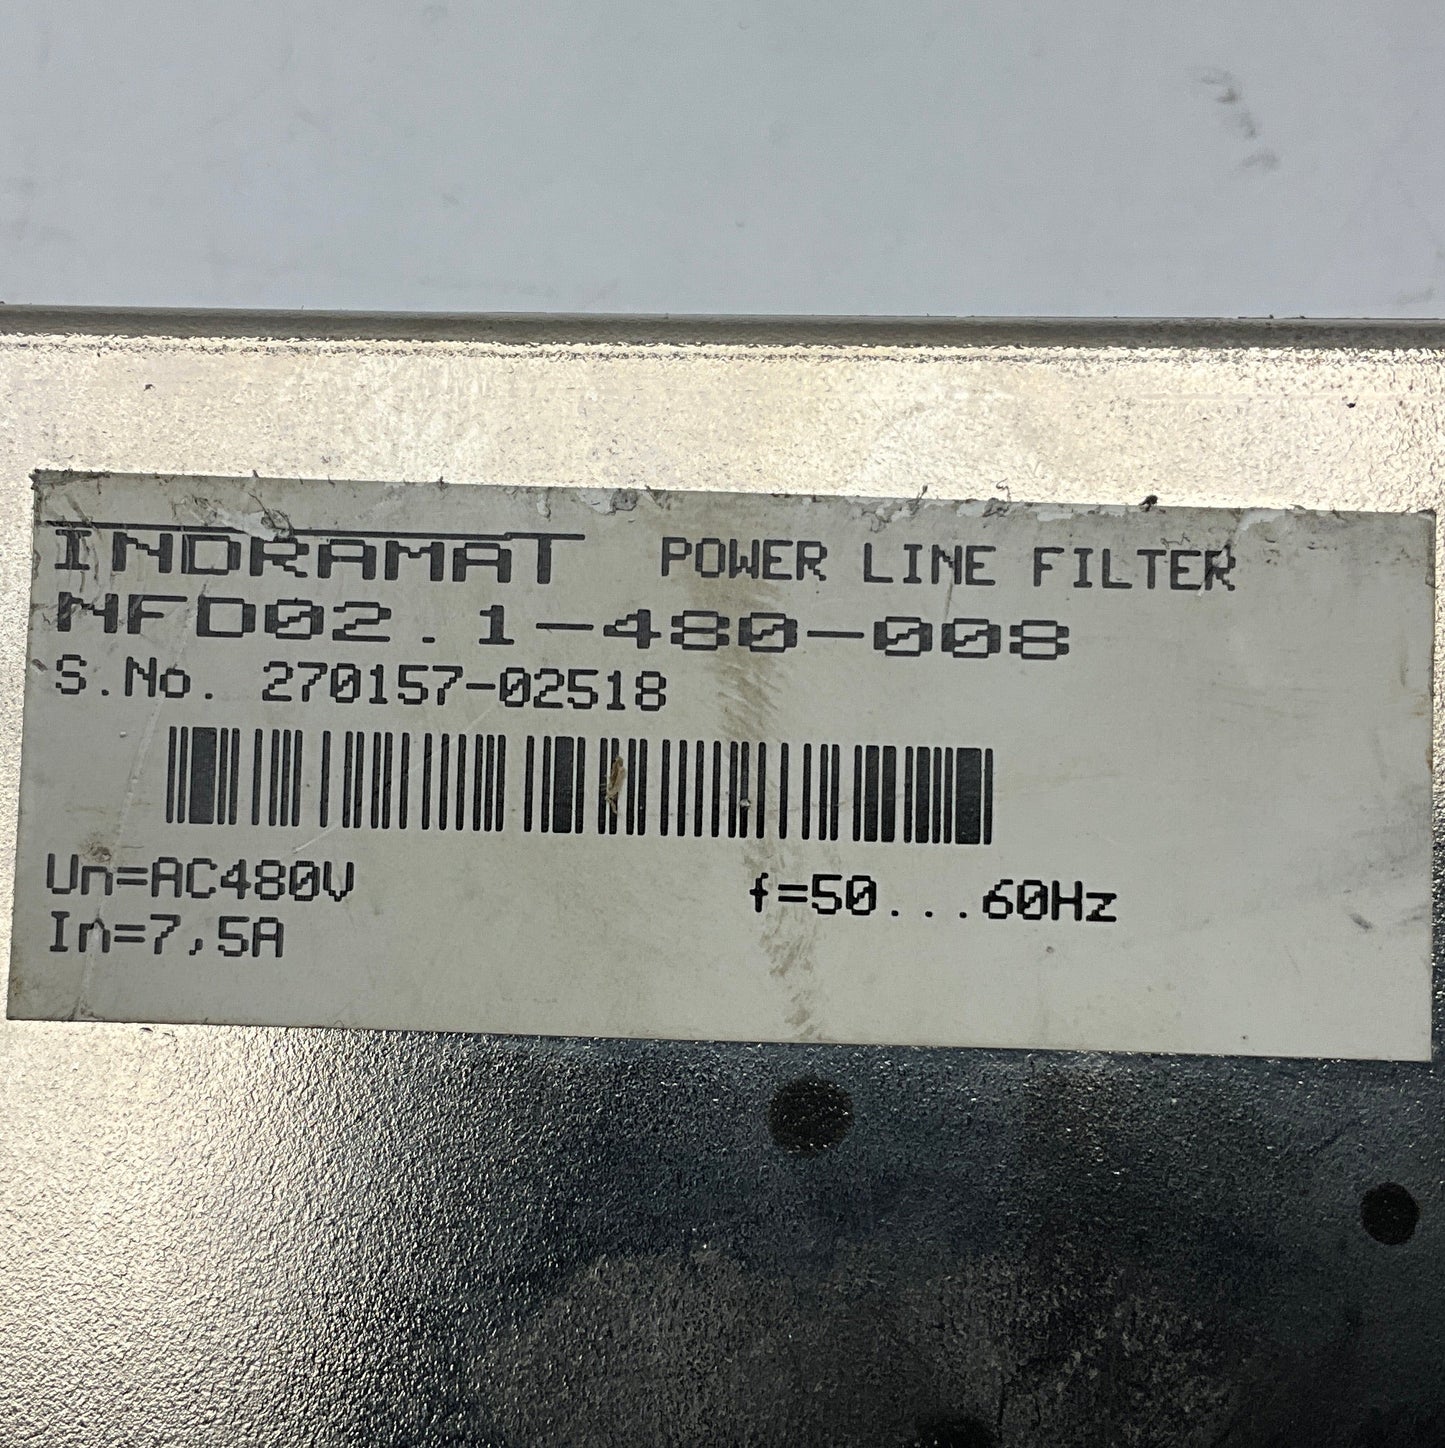 INDRAMAT POWER LINE FILTER
NFD02.1-480-008
S.No. 270157-02518
Un=AC480V f=50...60Hz
In=7,5A